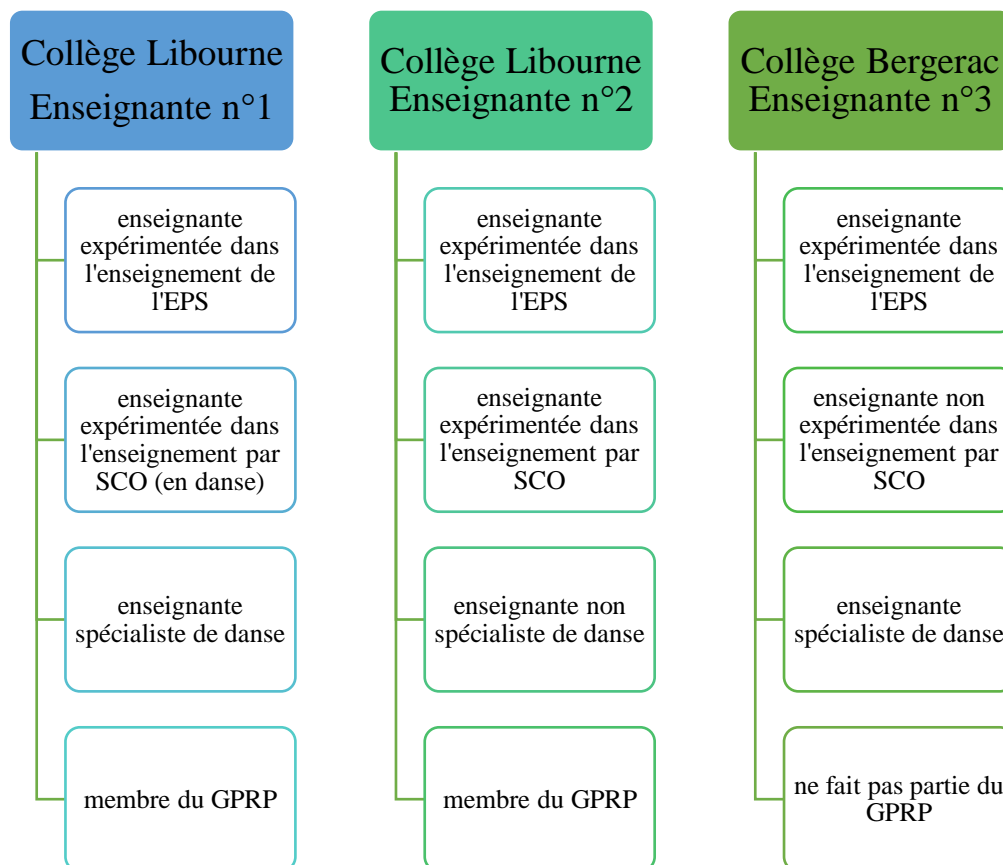 Collège Libourne
Enseignante n°1
enseignante
expérimentée dans
l'enseignement de
l'EPS
enseignante
expérimentée dans
l'enseignement par
SCO (en danse)
enseignante
spécialiste de danse
membre du GPRP
Collège Libourne
Enseignante n°2
enseignante
expérimentée dans
l'enseignement de
l'EPS
enseignante
expérimentée dans
l'enseignement par
SCO
enseignante non
spécialiste de danse
membre du GPRP
Collège Bergerac
Enseignante n°3
enseignante
expérimentée dans
l'enseignement de
l'EPS
enseignante non
expérimentée dans
l'enseignement par
SCO
enseignante
spécialiste de danse
ne fait pas partie du
GPRP